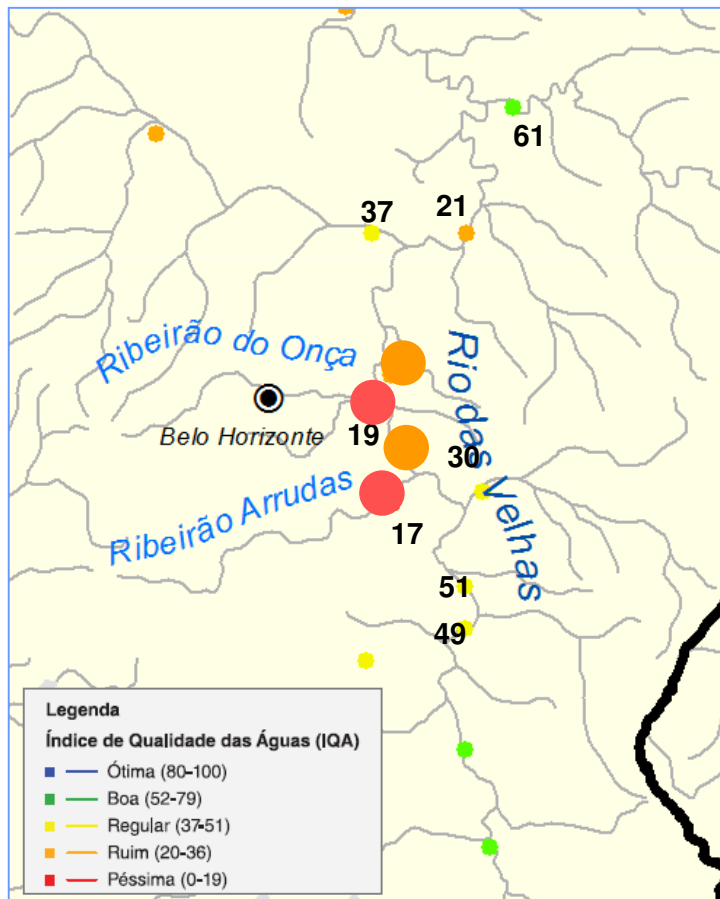 61
37
21
Ribeirão do Onça
Rio das Velhas
Belo Horizonte
19
30
Ribeirão Arrudas
17
51
49
Legenda
Índice de Qualidade das Águas (IQA)
Ótima (80-100)
Boa (52-79)
Regular (37-51)
Ruim (20-36)
Péssima (0-19)